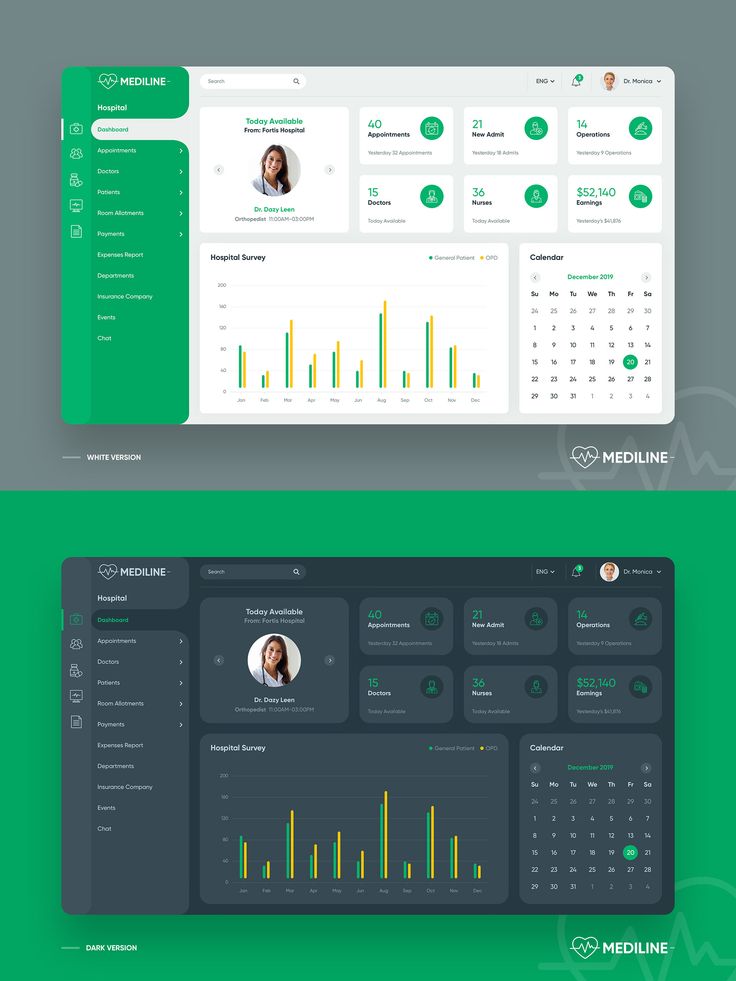 MEDILINE
Search
ENG
3
Dr. Monica
Hospital
Dashboard
Appointments
Doctors
Patients
Room Allotments
Payments
Expenses Report
Departments
Insurance Company
Events
Chat
Today Available
From: Fortis Hospital
Dr. Dazy Leen
Orthopedist 11:00AM-03:00PM
40
Appointments
Yesterday 32 Appointments
21
New Admit
Yesterday 18 Admits
14
Operations
Yesterday 9 Operations
15
Doctors
Today Available
36
Nurses
Today Available
$52,140
Earnings
Yesterday's $41,876
Hospital Survey
General Patient OPD
200
160
120
80
40
0
Jan Feb Mar Apr May Jun Aug Sep Oct Nov Dec
Calendar
December 2019
Su Mo Tu We Th Fr Sa
24 25 26 27 28 29 30
1 2 3 4 5 6 7
8 9 10 11 12 13 14
15 16 17 18 19 20 21
22 23 24 25 26 27 28
29 30 31 1 2 3 4
WHITE VERSION
MEDILINE
MEDILINE
Search
ENG
3
Dr. Monica
Hospital
Dashboard
Appointments
Doctors
Patients
Room Allotments
Payments
Expenses Report
Departments
Insurance Company
Events
Chat
Today Available
From: Fortis Hospital
Dr. Dazy Leen
Orthopedist 11:00AM-03:00PM
40
Appointments
Yesterday 32 Appointments
21
New Admit
Yesterday 18 Admits
14
Operations
Yesterday 9 Operations
15
Doctors
Today Available
36
Nurses
Today Available
$52,140
Earnings
Yesterday's $41,876
Hospital Survey
General Patient OPD
200
160
120
80
40
0
Jan Feb Mar Apr May Jun Aug Sep Oct Nov Dec
Calendar
December 2019
Su Mo Tu We Th Fr Sa
24 25 26 27 28 29 30
1 2 3 4 5 6 7
8 9 10 11 12 13 14
15 16 17 18 19 20 21
22 23 24 25 26 27 28
29 30 31 1 2 3 4
DARK VERSION
MEDILINE